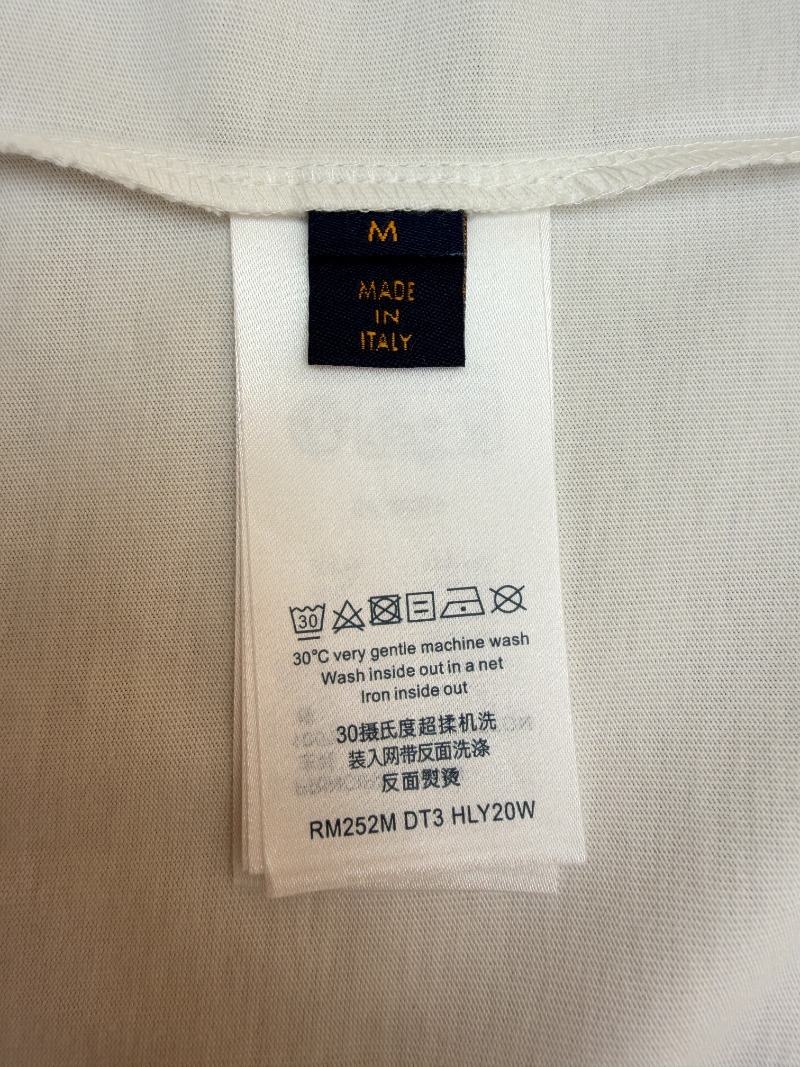 M
MADE
IN
ITALY
30
30°C very gentle machine wash
Wash inside out in a net
Iron inside out
30摄氏度超揉机洗
装入网带反面洗涤
反面熨烫
RM252M DT3 HLY20W